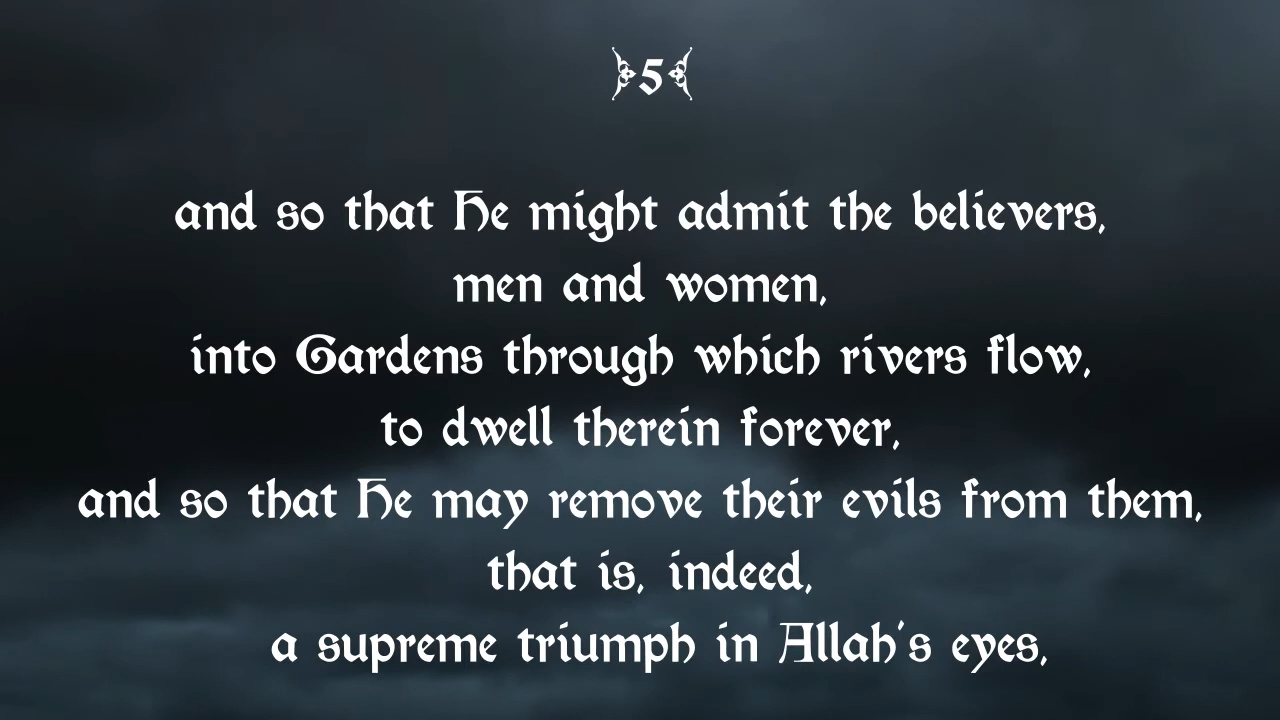 5
and so that He might admit the believers,
men and women,
into Gardens through which rivers flow,
to dwell therein forever,
and so that He may remove their evils from them,
that is, indeed,
a supreme triumph in Allah's eyes,